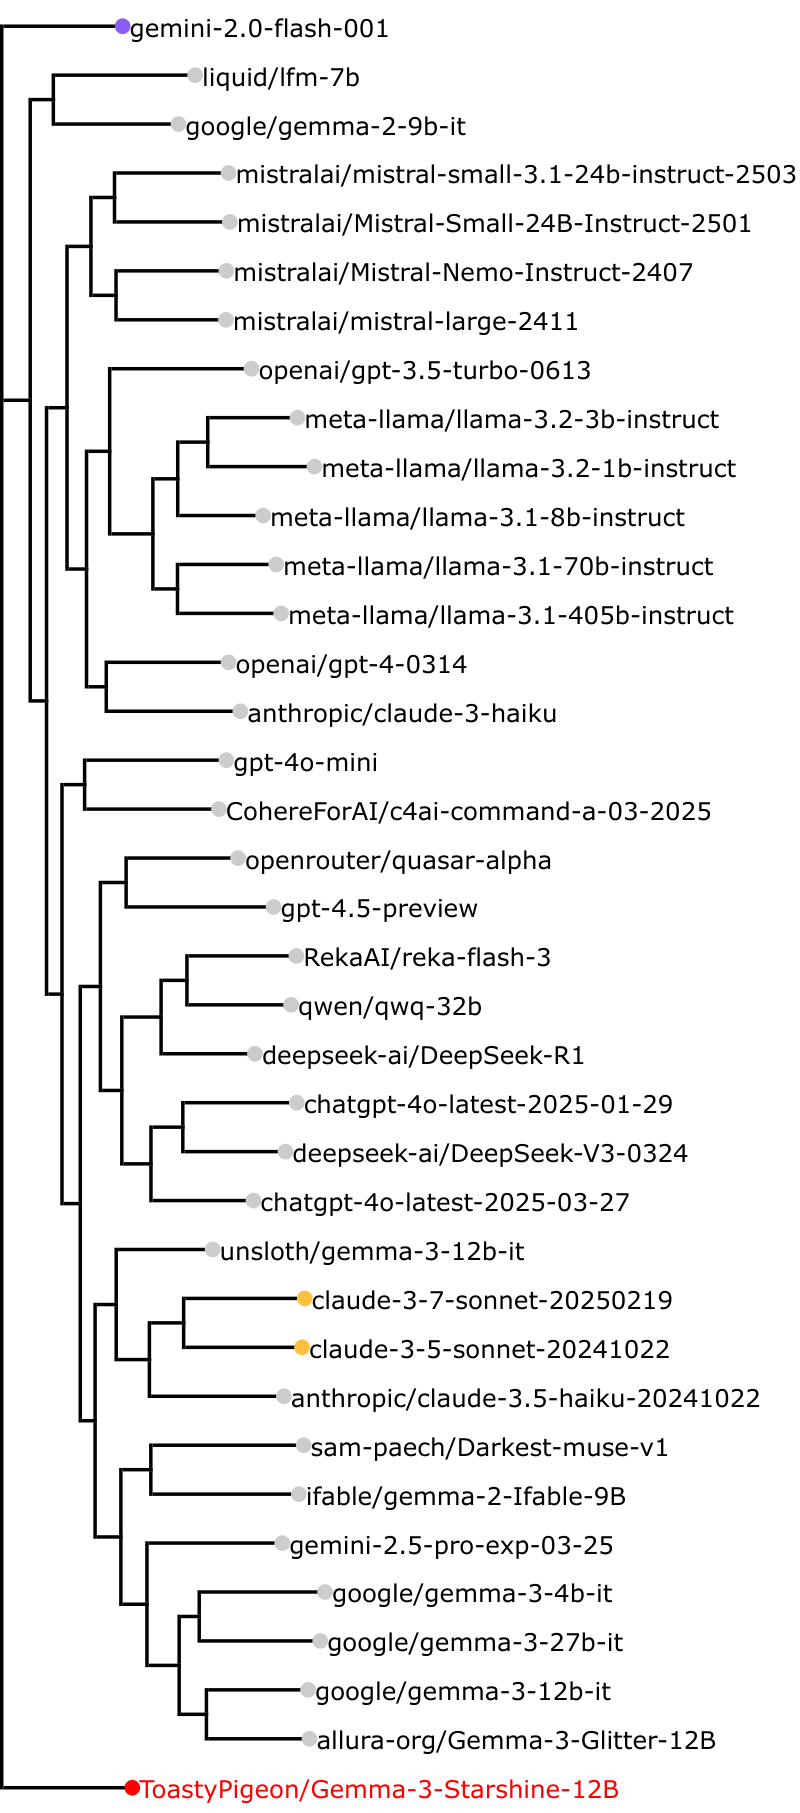 gemini-2.0-flash-001
liquid/lfm-7b
google/gemma-2-9b-it
mistralai/mistral-small-3.1-24b-instruct-2503
mistralai/Mistral-Small-24B-Instruct-2501
mistralai/Mistral-Nemo-Instruct-2407
mistralai/mistral-large-2411
openai/gpt-3.5-turbo-0613
meta-llama/llama-3.2-3b-instruct
meta-llama/llama-3.2-1b-instruct
meta-llama/llama-3.1-8b-instruct
meta-llama/llama-3.1-70b-instruct
meta-llama/llama-3.1-405b-instruct
openai/gpt-4-0314
anthropic/claude-3-haiku
gpt-4o-mini
CohereForAI/c4ai-command-a-03-2025
openrouter/quasar-alpha
gpt-4.5-preview
RekaAI/reka-flash-3
qwen/qwq-32b
deepseek-ai/DeepSeek-R1
chatgpt-4o-latest-2025-01-29
deepseek-ai/DeepSeek-V3-0324
chatgpt-4o-latest-2025-03-27
unsloth/gemma-3-12b-it
claude-3-7-sonnet-20250219
claude-3-5-sonnet-20241022
anthropic/claude-3.5-haiku-20241022
sam-paech/Darkest-muse-v1
ifable/gemma-2-Ifable-9B
gemini-2.5-pro-exp-03-25
google/gemma-3-4b-it
google/gemma-3-27b-it
google/gemma-3-12b-it
allura-org/Gemma-3-Glitter-12B
ToastyPigeon/Gemma-3-Starshine-12B